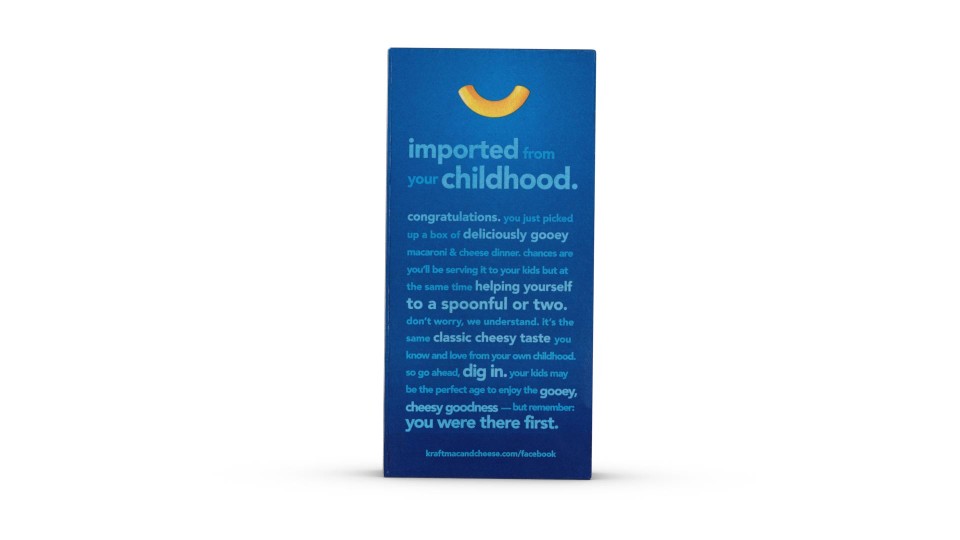 imported from
your childhood.
congratulations. you just picked
up a box of deliciously gooey
macaroni & cheese dinner. chances are
you'll be serving it to your kids but at
the same time helping yourself
to a spoonful or two.
don't worry, we understand. it's the
same classic cheesy taste you
know and love from your own childhood.
so go ahead, dig in. your kids may
be the perfect age to enjoy the gooey,
cheesy goodness — but remember:
you were there first.
kraftmacandcheese.com/facebook